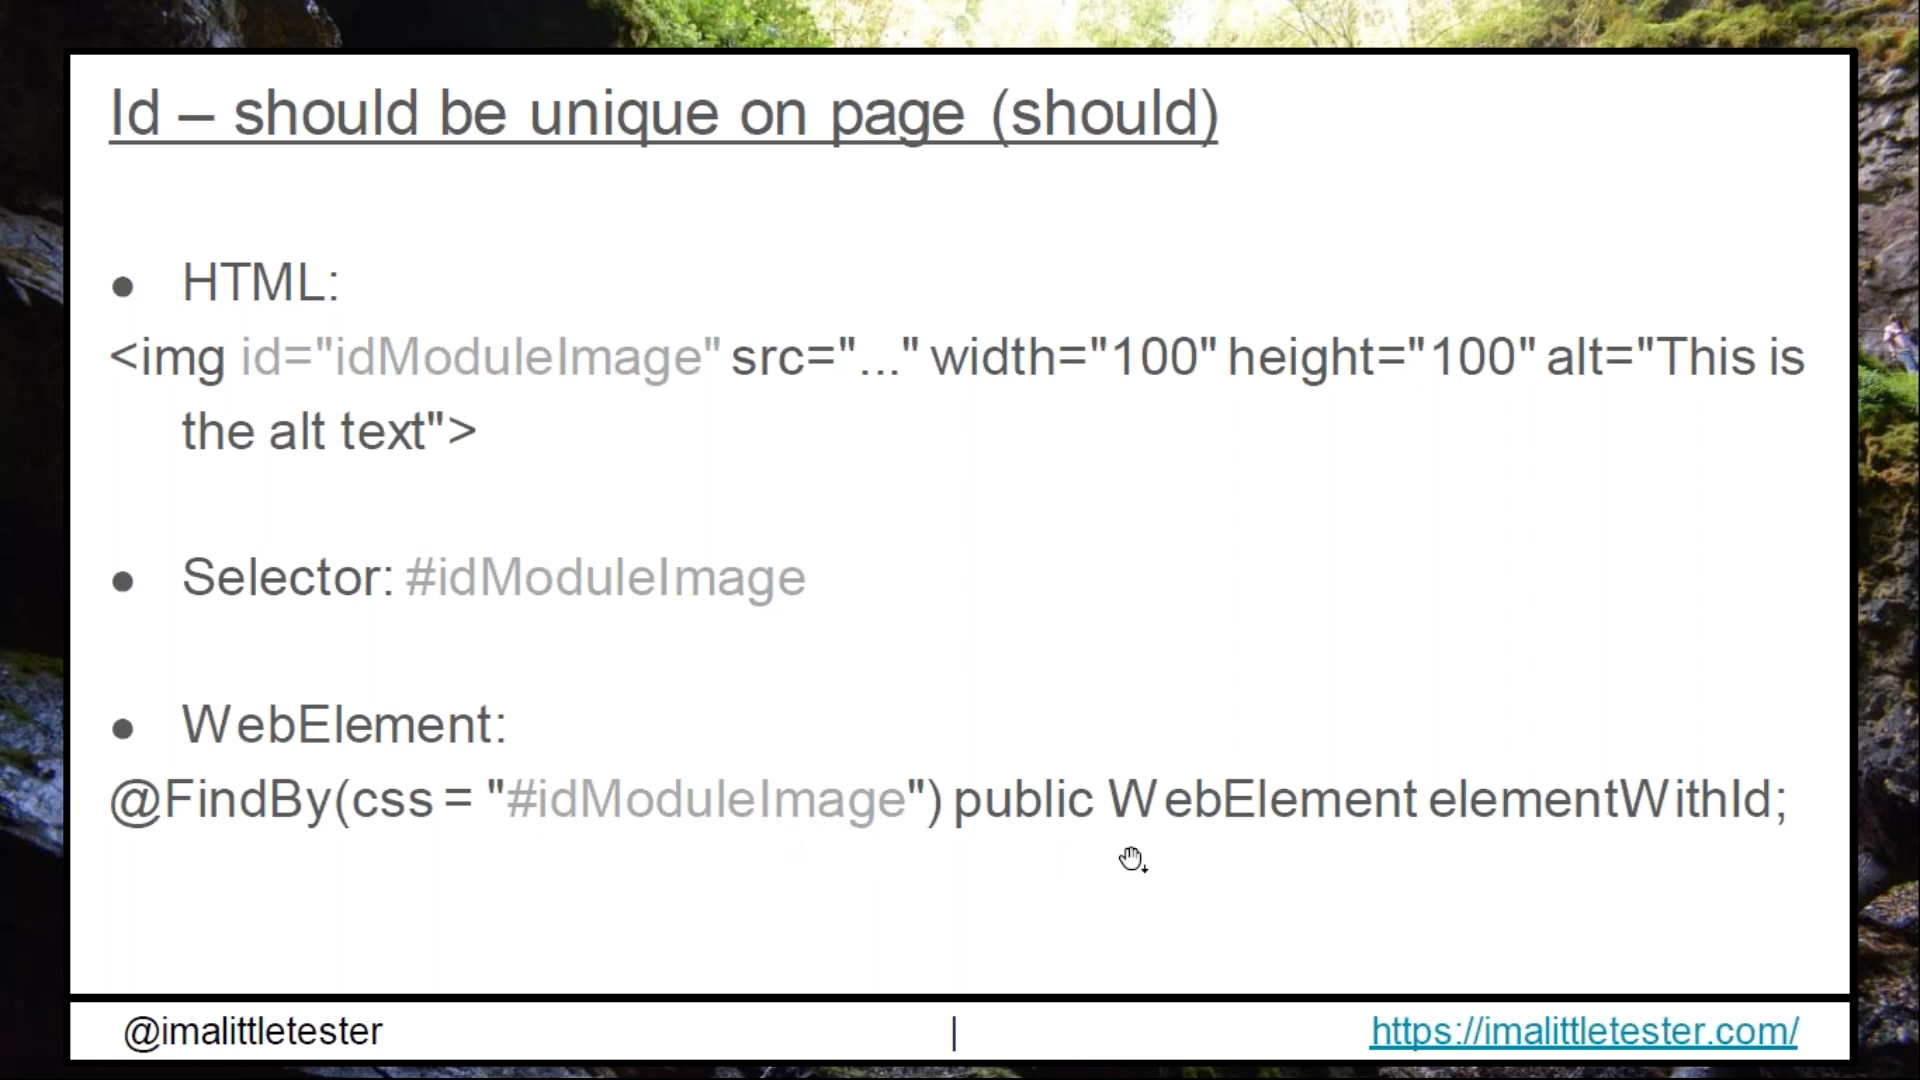 Id – should be unique on page (should)
● HTML:
<img id="idModuleImage" src="..." width="100" height="100" alt="This is
the alt text">
● Selector: #idModuleImage
● WebElement:
@FindBy(css = "#idModuleImage") public WebElement elementWithId;
@imalittletester | https://imalittletester.com/